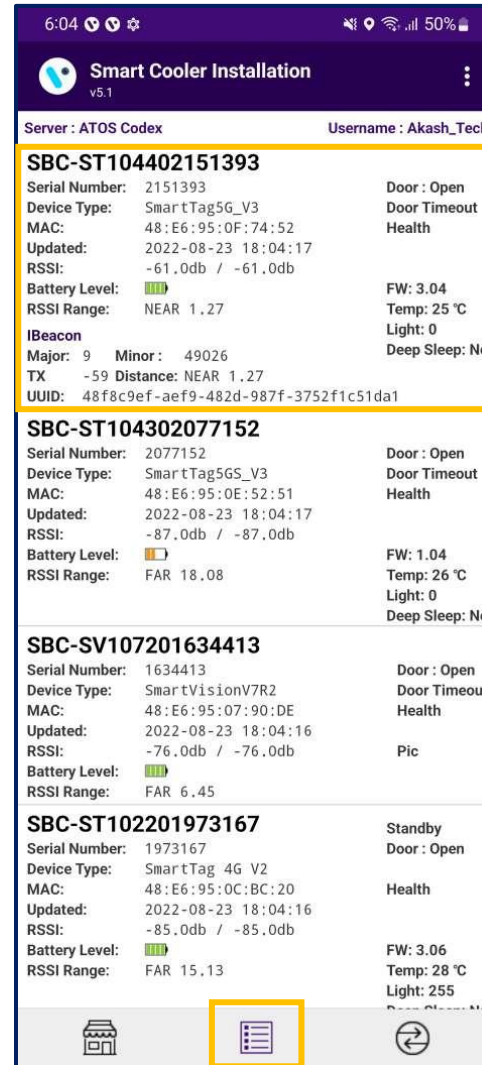 6:04 50%
Smart Cooler Installation
v5.1
Server : ATOS Codex Username : Akash_Tech
SBC-ST104402151393
Serial Number: 2151393 Door : Open
Device Type: SmartTag5G_V3 Door Timeout
MAC: 48:E6:95:0F:74:52 Health
Updated: 2022-08-23 18:04:17
RSSI: -61.0db / -61.0db
Battery Level: FW: 3.04
RSSI Range: NEAR 1.27 Temp: 25 ℃
IBeacon Light: 0
Major: 9 Minor: 49026 Deep Sleep: No
TX -59 Distance: NEAR 1.27
UUID: 48f8c9ef-aef9-482d-987f-3752f1c51da1
SBC-ST104302077152
Serial Number: 2077152 Door : Open
Device Type: SmartTag5GS_V3 Door Timeout
MAC: 48:E6:95:0E:52:51 Health
Updated: 2022-08-23 18:04:17
RSSI: -87.0db / -87.0db
Battery Level: FW: 1.04
RSSI Range: FAR 18.08 Temp: 26 ℃
Light: 0
Deep Sleep: No
SBC-SV107201634413
Serial Number: 1634413 Door : Open
Device Type: SmartVisionV7R2 Door Timeou
MAC: 48:E6:95:07:90:DE Health
Updated: 2022-08-23 18:04:16
RSSI: -76.0db / -76.0db Pic
Battery Level:
RSSI Range: FAR 6.45
SBC-ST102201973167 Standby
Serial Number: 1973167 Door : Open
Device Type: SmartTag 4G V2
MAC: 48:E6:95:0C:BC:20 Health
Updated: 2022-08-23 18:04:16
RSSI: -85.0db / -85.0db
Battery Level: FW: 3.06
RSSI Range: FAR 15.13 Temp: 28 ℃
Light: 255